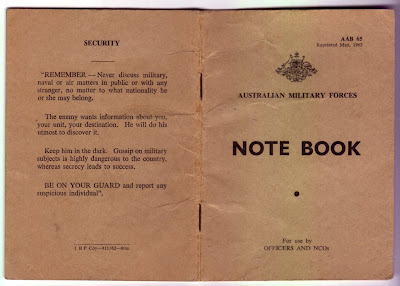 SECURITY
"REMEMBER — Never discuss military,
naval or air matters in public or with any
stranger, no matter to what nationality he
or she may belong.
The enemy wants information about you,
your unit, your destination. He will do his
utmost to discover it.
Keep him in the dark. Gossip on military
subjects is highly dangerous to the country,
whereas secrecy leads to success.
BE ON YOUR GUARD and report any
suspicious individual".
AAB 65
Reprinted
AUSTRALIAN MILITARY FORCES
NOTE BOOK
For use by
OFFICERS AND NCOs